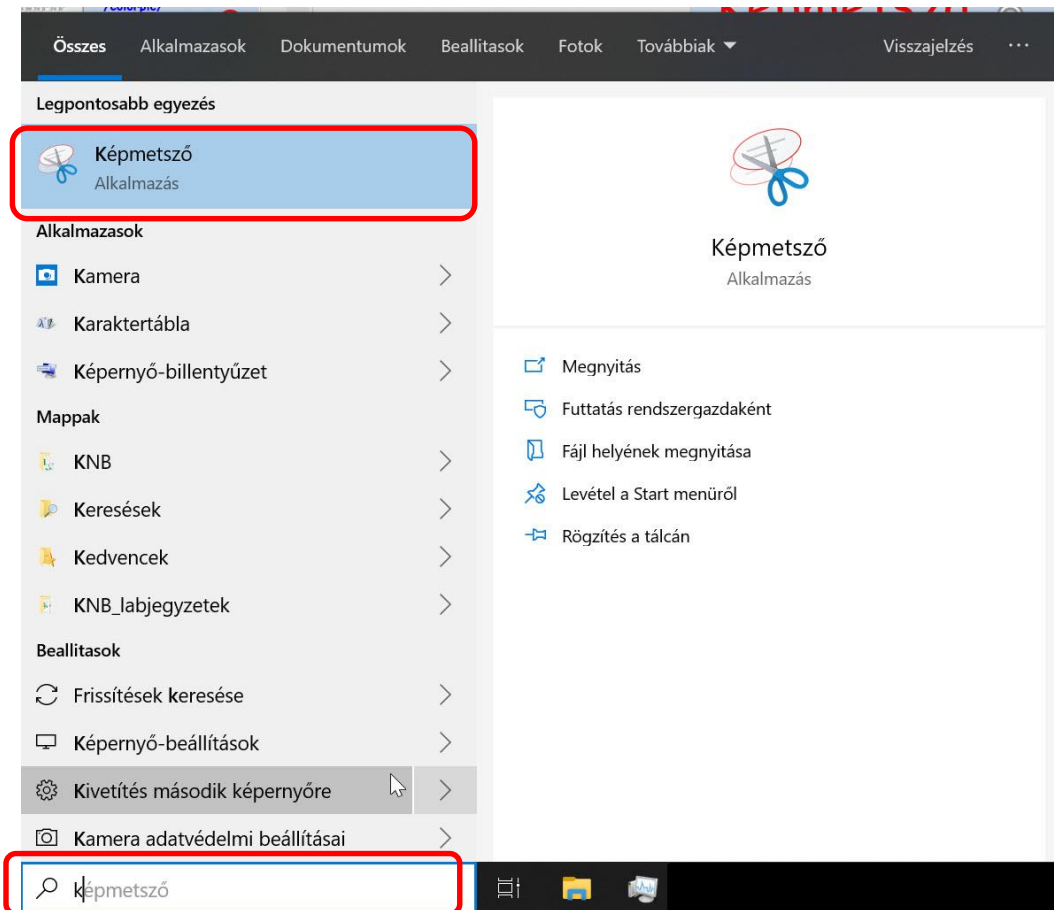 Összes Alkalmazasok Dokumentumok Beallitasok Fotok Továbbiak Visszajelzés ...
Legpontosabb egyezés
Képmetsző
Alkalmazás
Alkalmazasok
Kamera
Karaktertábla
Képernyő-billentyűzet
Mappak
KNB
Keresések
Kedvencek
KNB_labjegyzetek
Beallitasok
Frissítések keresése
Képernyő-beállítások
Kivetítés második képernyőre
Kamera adatvédelmi beállításai
képmetsző
Képmetsző
Alkalmazás
Megnyitás
Futtatás rendszergazdaként
Fájl helyének megnyitása
Levétel a Start menüről
Rögzítés a tálcán